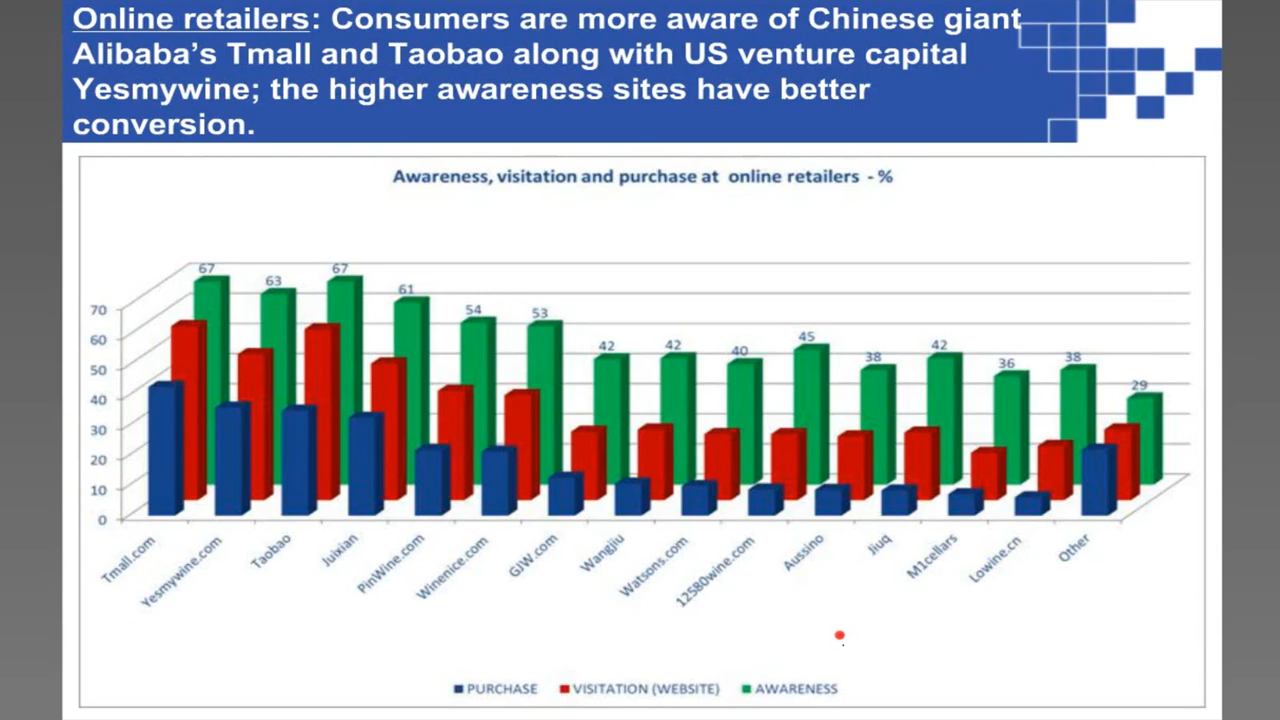 Online retailers: Consumers are more aware of Chinese giant
Alibaba’s Tmall and Taobao along with US venture capital
Yesmywine; the higher awareness sites have better
conversion.
Awareness, visitation and purchase at online retailers - %
67
63
67
61
54
53
42
42
40
45
38
42
36
38
29
70
60
50
40
30
20
10
0
Tmall.com
Yesmywine.com
Taobao
Juixian
PinWine.com
Winenice.com
GJW.com
Wangjiu
Watsons.com
12580wine.com
Aussino
Jiuq
M1cellars
Lowine.cn
Other
PURCHASE
VISITATION (WEBSITE)
AWARENESS